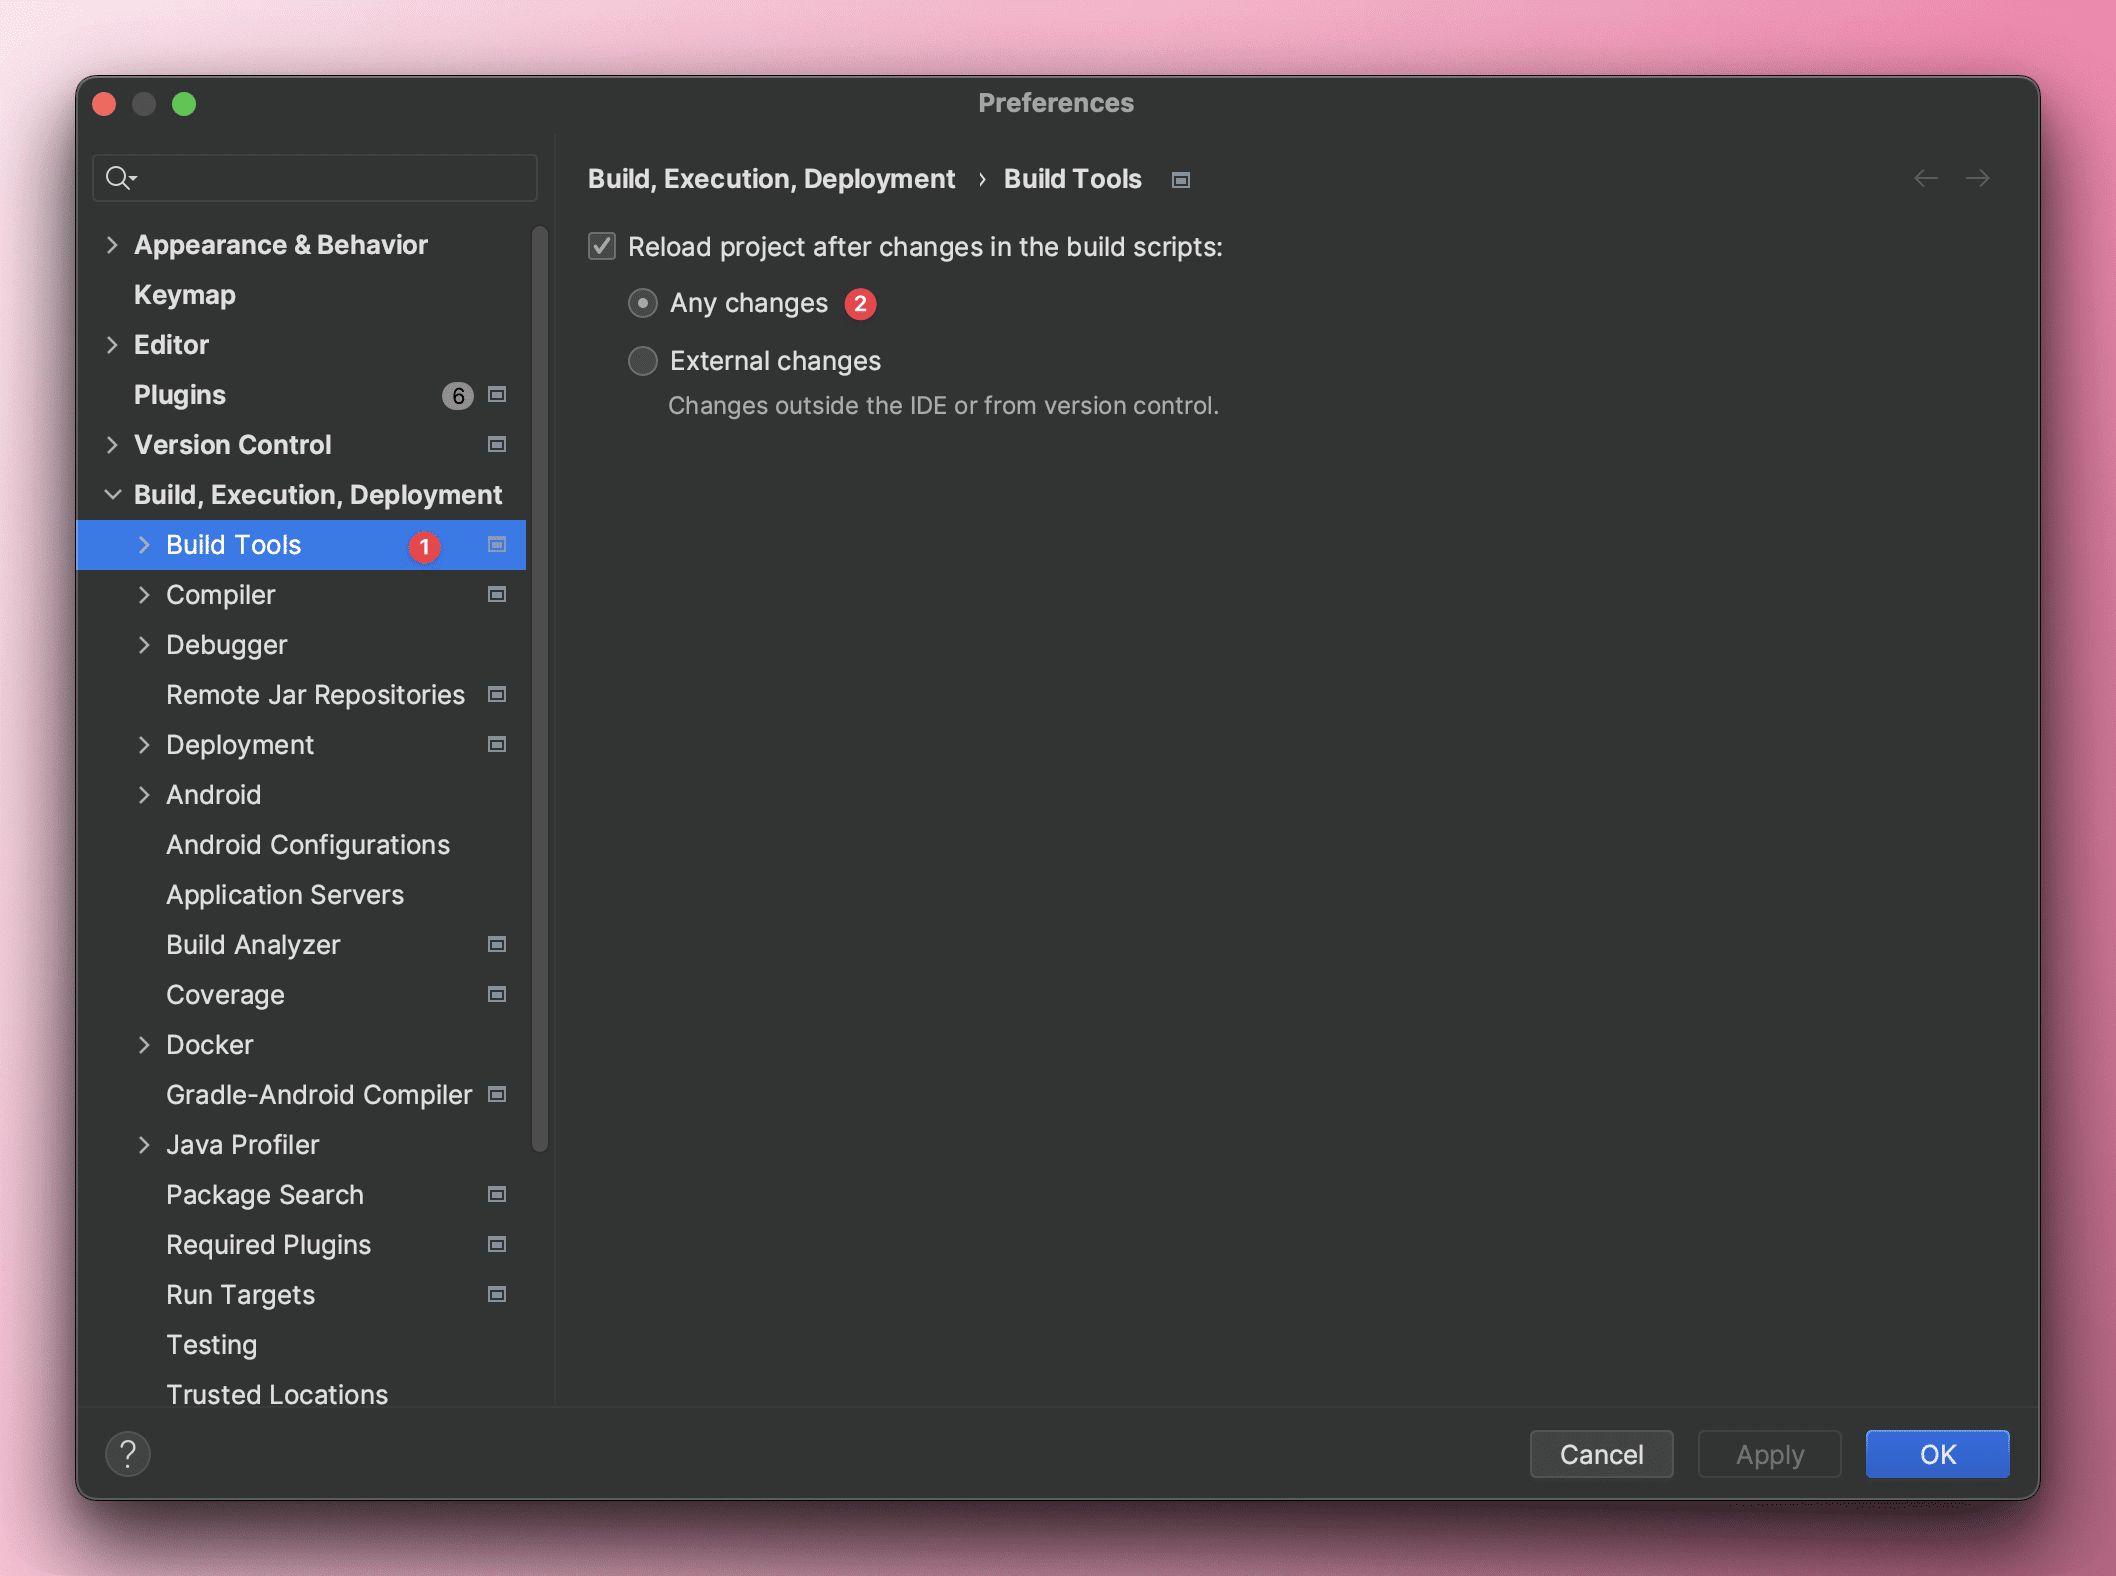 Preferences
Appearance & Behavior
Keymap
Editor
Plugins 6
Version Control
Build, Execution, Deployment
Build Tools 1
Compiler
Debugger
Remote Jar Repositories
Deployment
Android
Android Configurations
Application Servers
Build Analyzer
Coverage
Docker
Gradle-Android Compiler
Java Profiler
Package Search
Required Plugins
Run Targets
Testing
Trusted Locations
Build, Execution, Deployment › Build Tools
Reload project after changes in the build scripts:
Any changes 2
External changes
Changes outside the IDE or from version control.
?
Cancel
Apply
OK